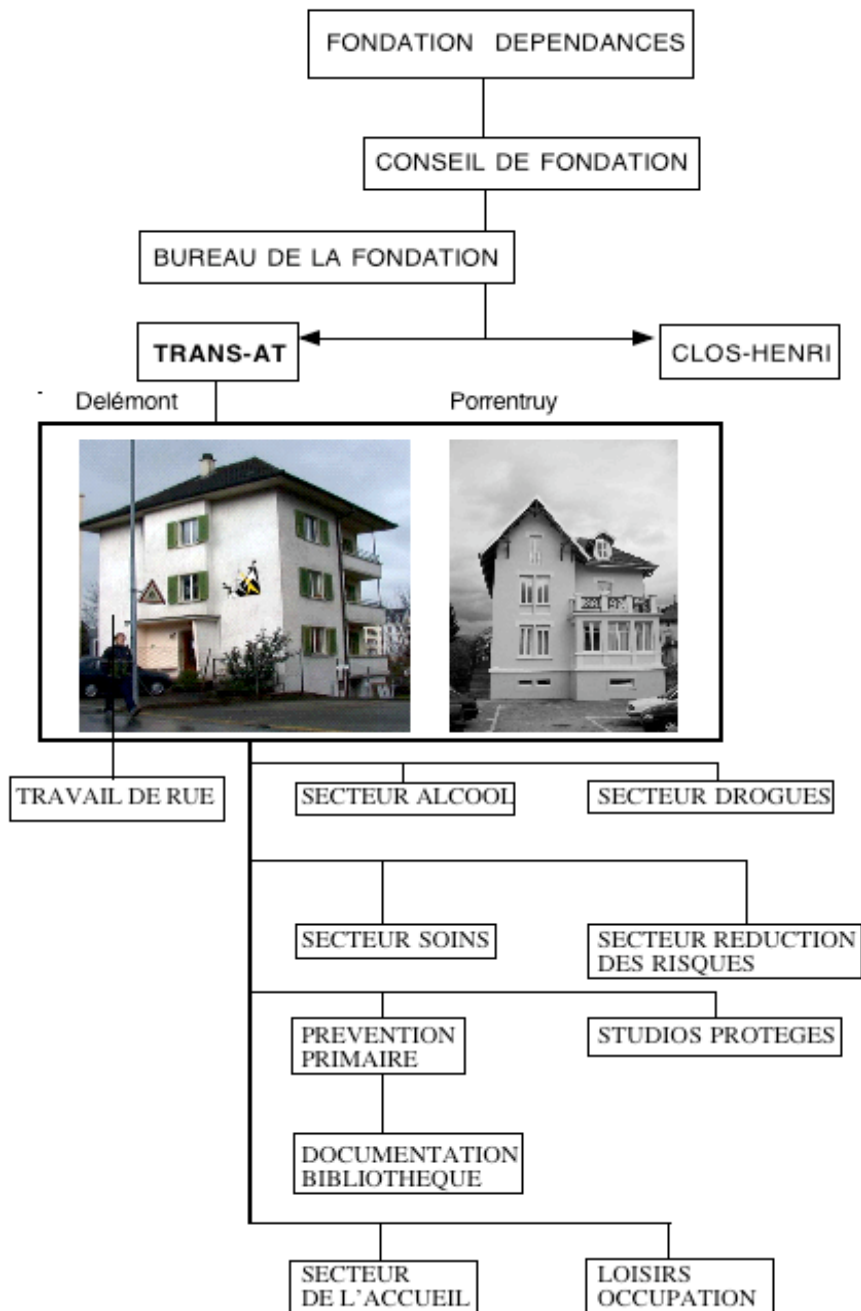 FONDATION DEPENDANCES
CONSEIL DE FONDATION
BUREAU DE LA FONDATION
TRANS-AT
CLOS-HENRI
Delémont
Porrentruy
TRAVAIL DE RUE
SECTEUR ALCOOL
SECTEUR DROGUES
SECTEUR SOINS
SECTEUR REDUCTION
DES RISQUES
PREVENTION
PRIMAIRE
STUDIOS PROTEGES
DOCUMENTATION
BIBLIOTHEQUE
SECTEUR
DE L'ACCUEIL
LOISIRS
OCCUPATION